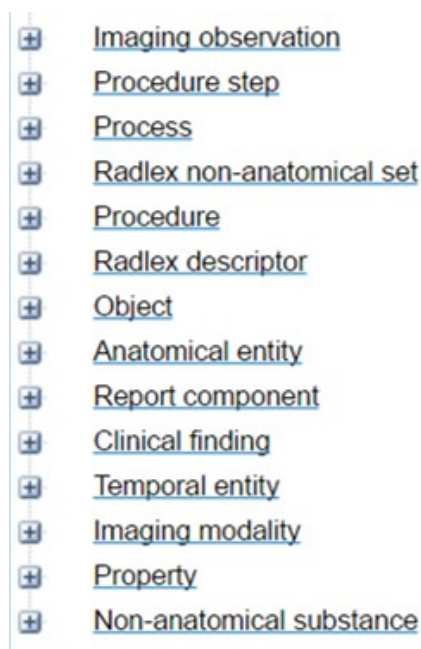 Imaging observation
Procedure step
Process
Radlex non-anatomical set
Procedure
Radlex descriptor
Object
Anatomical entity
Report component
Clinical finding
Temporal entity
Imaging modality
Property
Non-anatomical substance